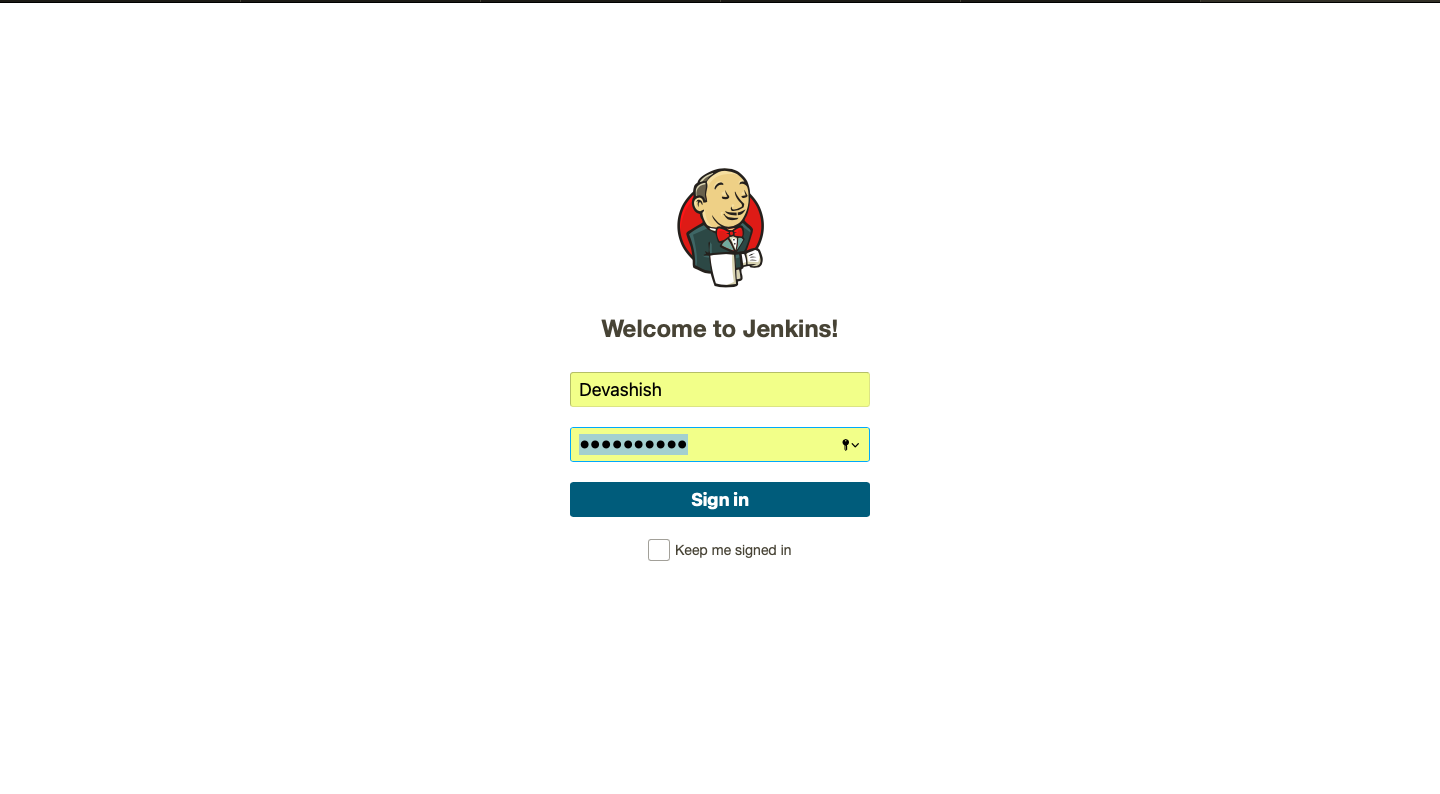 Welcome to Jenkins!
Devashish
••••••••••
Sign in
Keep me signed in